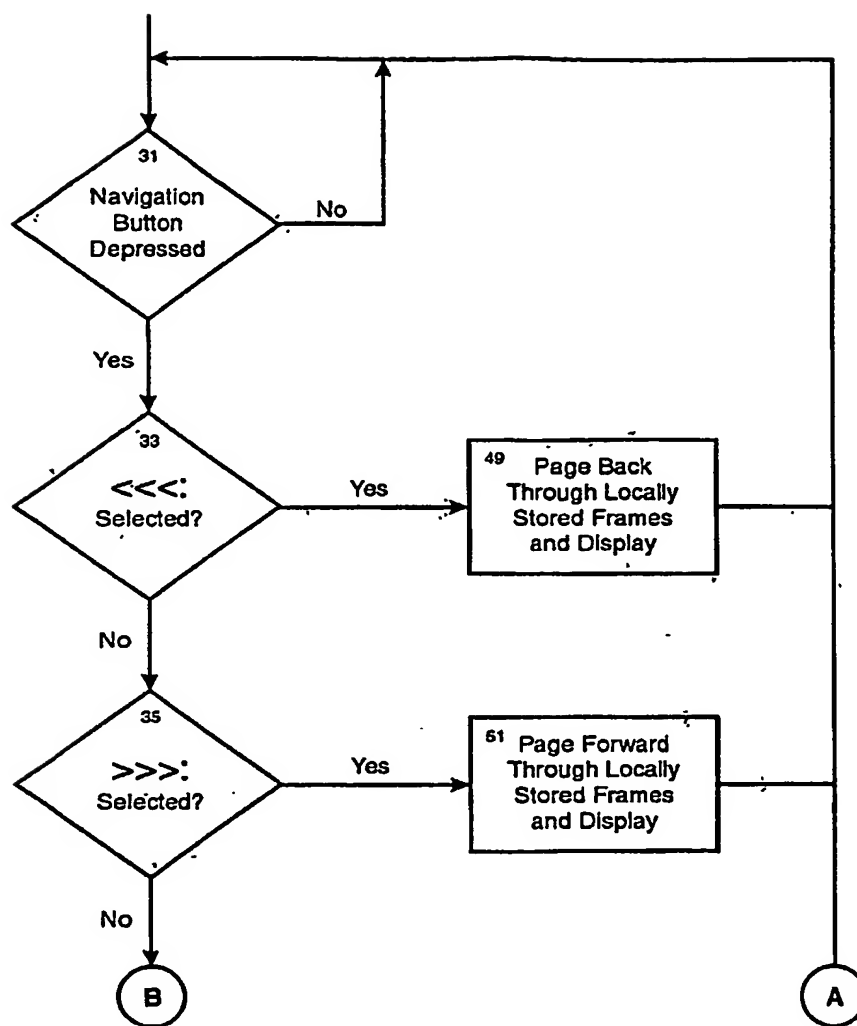 31
Navigation
Button
Depressed
No
Yes
33
<<<:
Selected?
Yes
49 Page Back
Through Locally
Stored Frames
and Display
No
35
>>>:
Selected?
Yes
51 Page Forward
Through Locally
Stored Frames
and Display
No
B
A